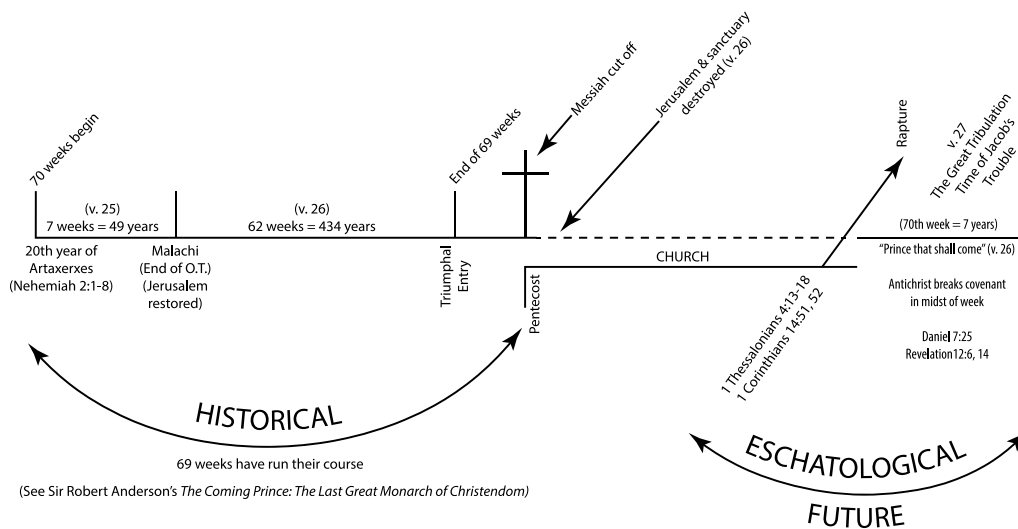 70 weeks begin
(v. 25)
7 weeks = 49 years
20th year of
Artaxerxes
(Nehemiah 2:1-8)
Malachi
(End of O.T.)
(Jerusalem
restored)
(v. 26)
62 weeks = 434 years
End of 69 weeks
Triumphal
Entry
Messiah cut off
Jerusalem & sanctuary
destroyed (v. 26)
Pentecost
CHURCH
Rapture
1 Thessalonians 4:13-18
1 Corinthians 14:51, 52
v. 27
The Great Tribulation
Time of Jacob's
Trouble
(70th week = 7 years)
"Prince that shall come" (v. 26)
Antichrist breaks covenant
in midst of week
Daniel 7:25
Revelation12:6, 14
HISTORICAL
69 weeks have run their course
(See Sir Robert Anderson's The Coming Prince: The Last Great Monarch of Christendom)
ESCHATOLOGICAL
FUTURE